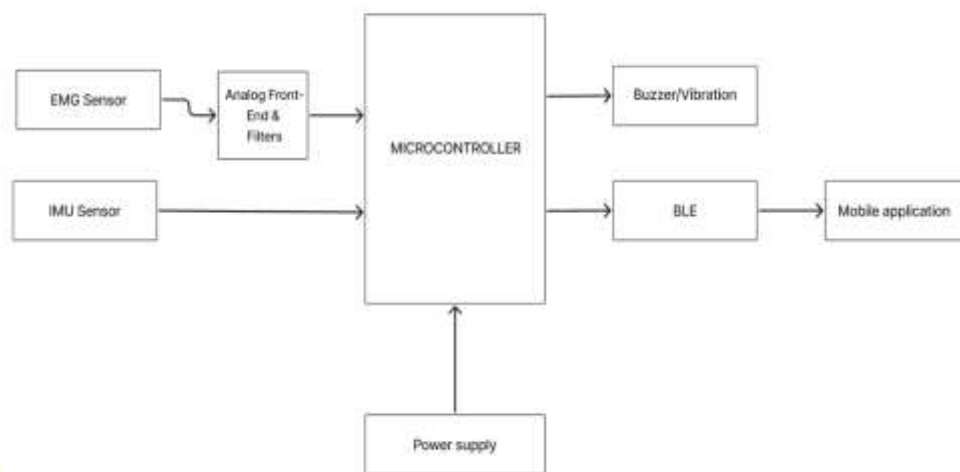 EMG Sensor
Analog Front-
End &
Filters
MICROCONTROLLER
Buzzer/Vibration
IMU Sensor
BLE
Mobile application
Power supply